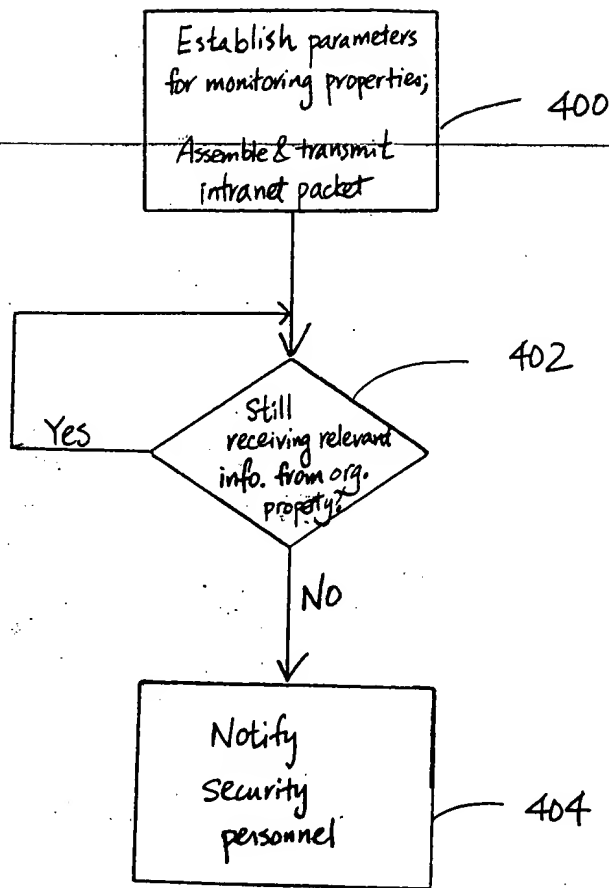 Establish parameters
for monitoring properties;
400
Assemble & transmit
intranet packet
402
Still
receiving relevant
info. from org.
property?
Yes
NO
Notify
security
personnel
404